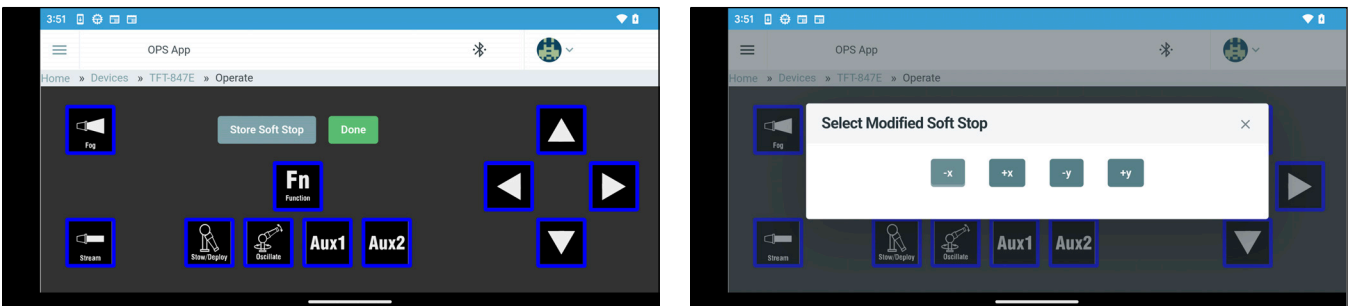 3:51
OPS App
Home » Devices » TFT-847E » Operate
Fog
Store Soft Stop
Done
Fn
Function
Stream
Stow/Deploy
Oscillate
Aux1
Aux2
3:51
OPS App
Home » Devices » TFT-847E » Operate
Select Modified Soft Stop
×
-x
+x
-y
+y
Fog
Stream
Stow/Deploy
Oscillate
Aux1
Aux2